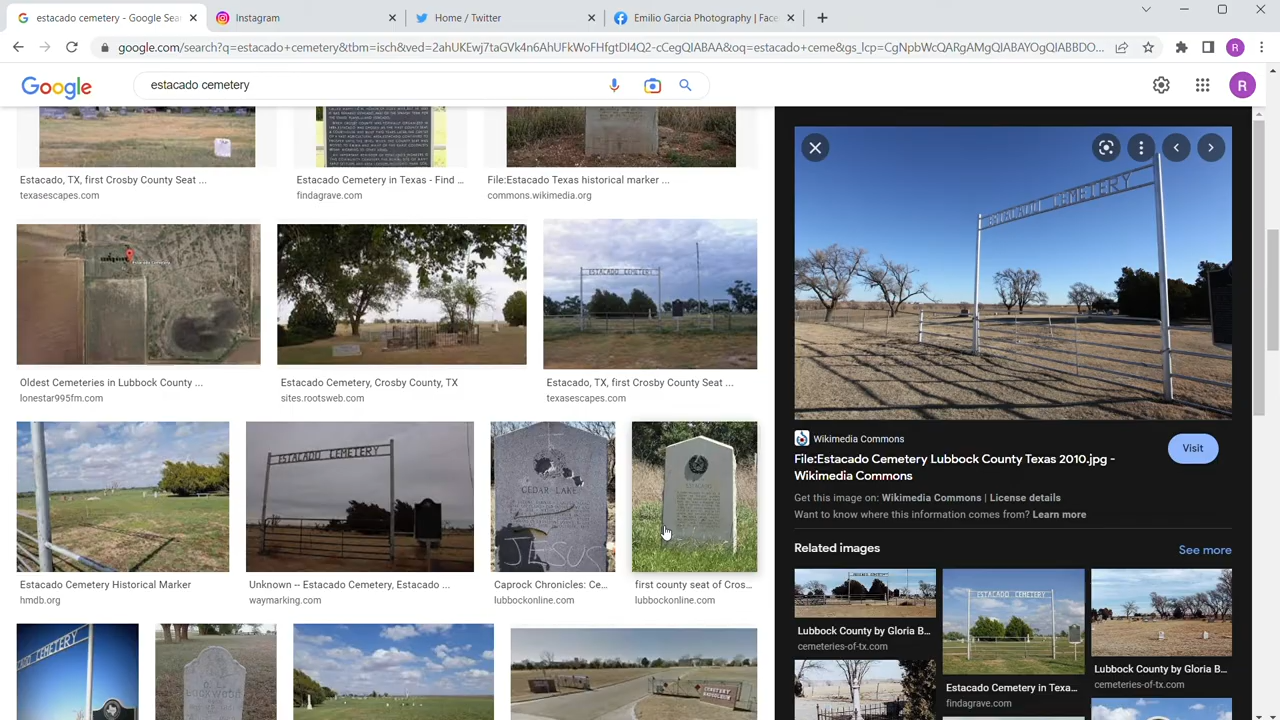 estacado cemetery - Google Sea
Instagram
Home / Twitter
Emilio Garcia Photography | Face
google.com/search?q=estacado+cemetery&tbm=isch&ved=2ahUKEwj7taGVk4n6AhUFkWoFHfgtDI4Q2-cCegQIABAA&oq=estacado+ceme&gs_lcp=CgNpbWcQARgAMgQIABAYOgQIABBDO...
R
Google
estacado cemetery
R
Estacado, TX, first Crosby County Seat ...
texasescapes.com
Estacado Cemetery in Texas - Find ...
findagrave.com
File:Estacado Texas historical marker ...
commons.wikimedia.org
Oldest Cemeteries in Lubbock County ...
lonestar995fm.com
Estacado Cemetery, Crosby County, TX
sites.rootsweb.com
ESTACADO CEMETERY
Estacado, TX, first Crosby County Seat ...
texasescapes.com
Estacado Cemetery Historical Marker
hmdb.org
ESTACADO CEMETERY
Unknown -- Estacado Cemetery, Estacado ...
waymarking.com
CEDAR LAKE
JESUS
Caprock Chronicles: Ce...
lubbockonline.com
ESTACADO
first county seat of Cros...
lubbockonline.com
CEMETERY
LOCKWOOD
CEMETERY
ESTACADO CEMETERY
Wikimedia Commons
Visit
File:Estacado Cemetery Lubbock County Texas 2010.jpg -
Wikimedia Commons
Get this image on: Wikimedia Commons | License details
Want to know where this information comes from? Learn more
Related images
See more
Lubbock County by Gloria B...
cemeteries-of-tx.com
ESTACADO CEMETERY
Estacado Cemetery in Texa...
findagrave.com
Lubbock County by Gloria B...
cemeteries-of-tx.com